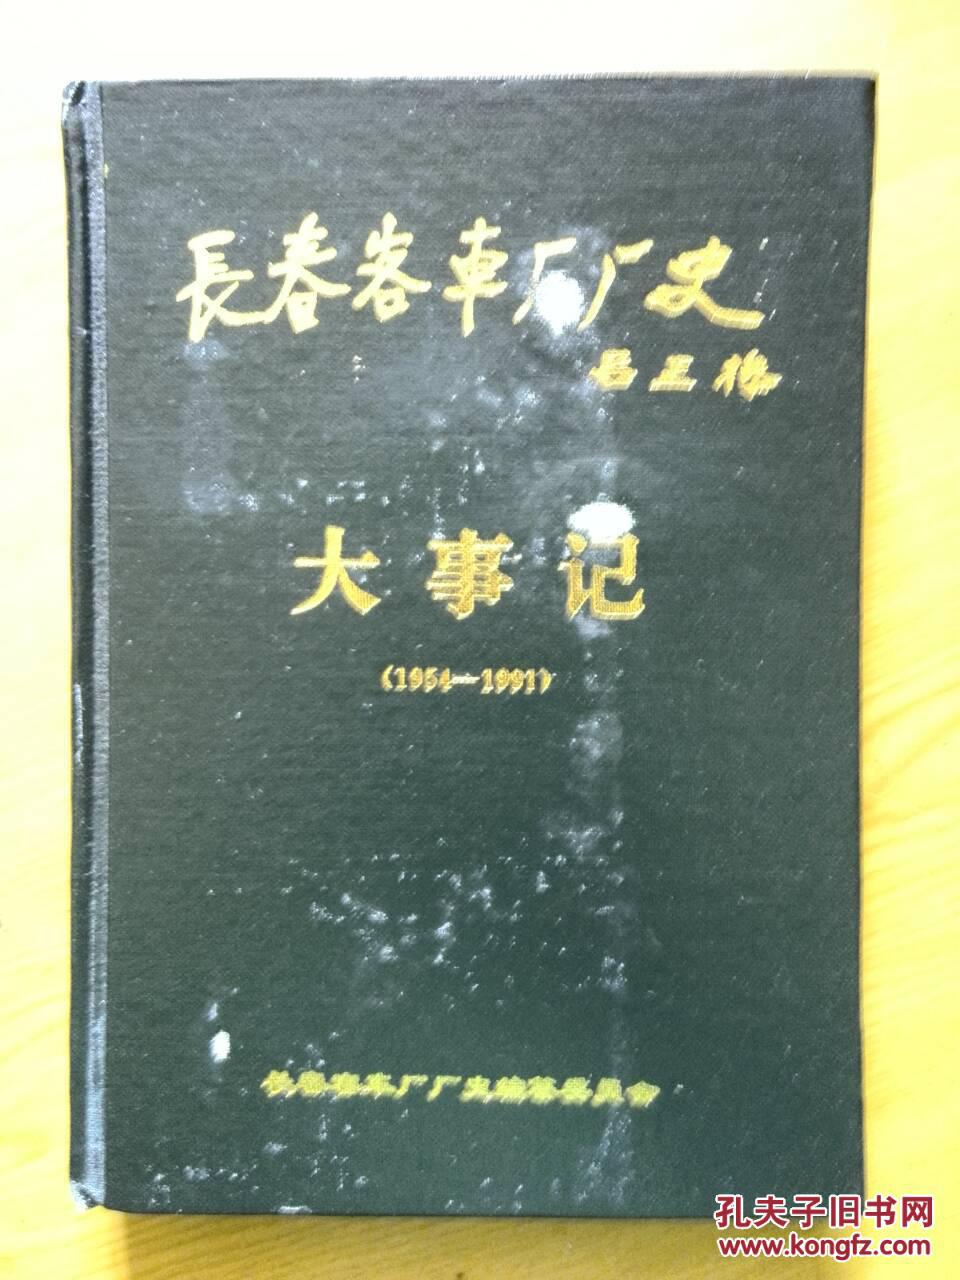 長春客車厂厂史
吕正操
大事记
(1954—1991)
长春客车厂厂史编纂委员会
孔夫子旧书网
www.kongfz.com